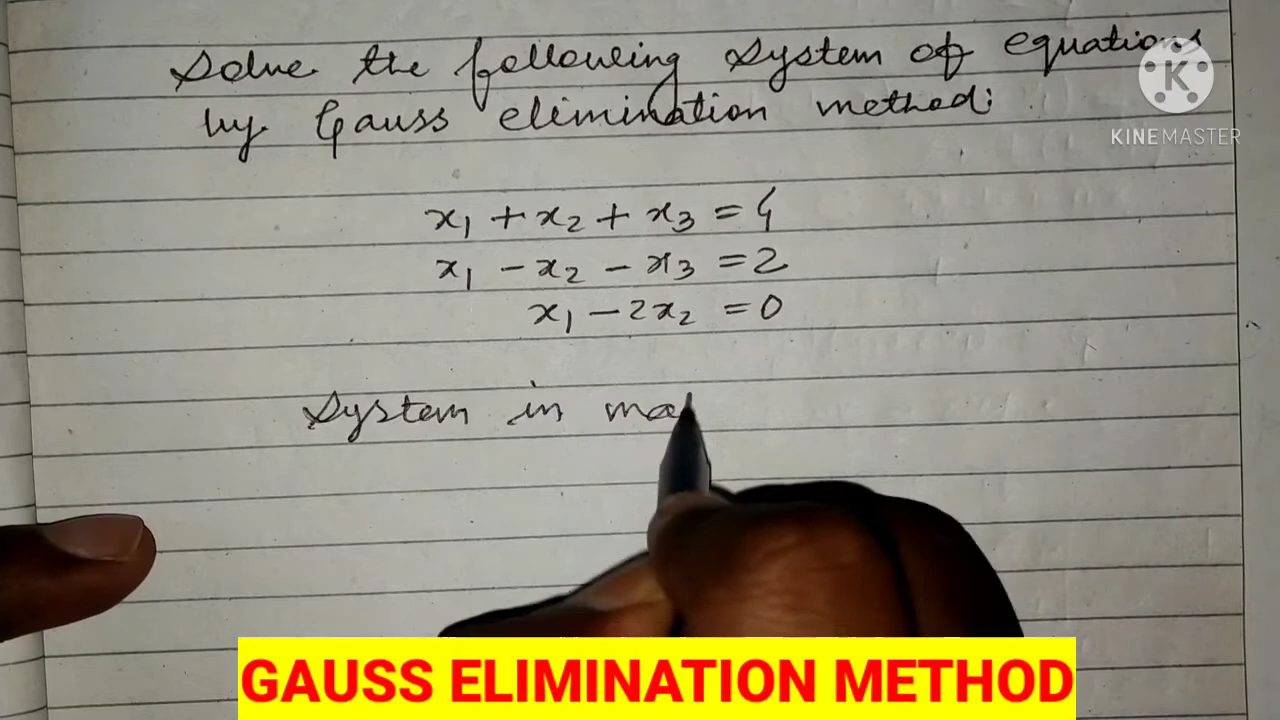 Solve the following system of equations
K
KINEMASTER
by Gauss elimination method:
x₁ + x₂ + x₃ = 4
x₁ - x₂ - x₃ = 2
x₁ - 2x₂ = 0
System in ma
GAUSS ELIMINATION METHOD